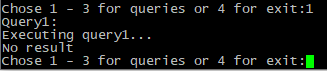 Chose 1 - 3 for queries or 4 for exit:1
Query1:
Executing query1...
No result
Chose 1 - 3 for queries or 4 for exit: